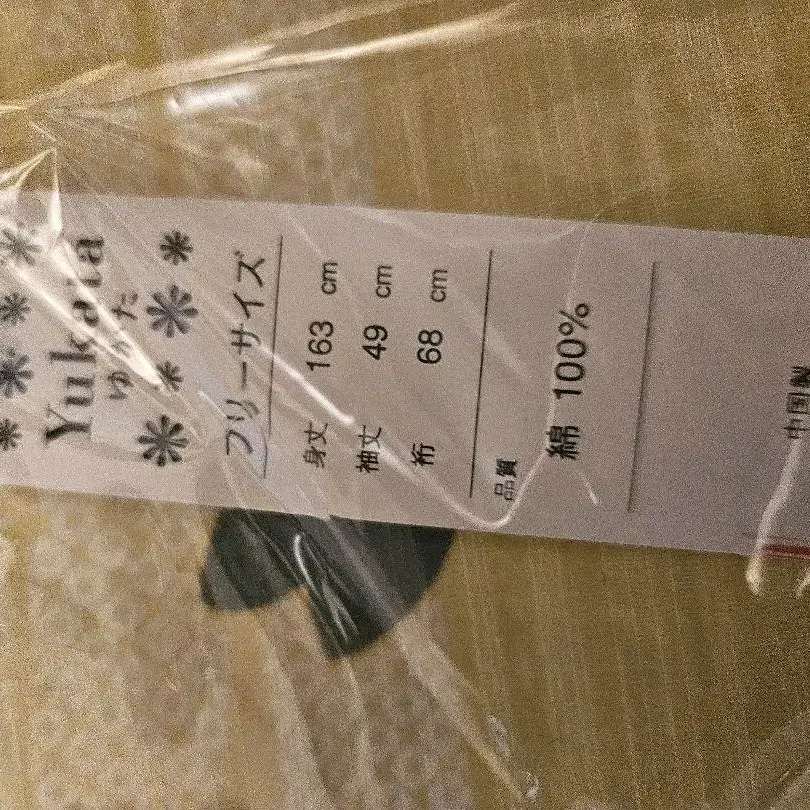 Yukata
ゆかた
フリーサイズ
身丈 163 cm
袖丈 49 cm
裄 68 cm
品質
綿 100%
中国製